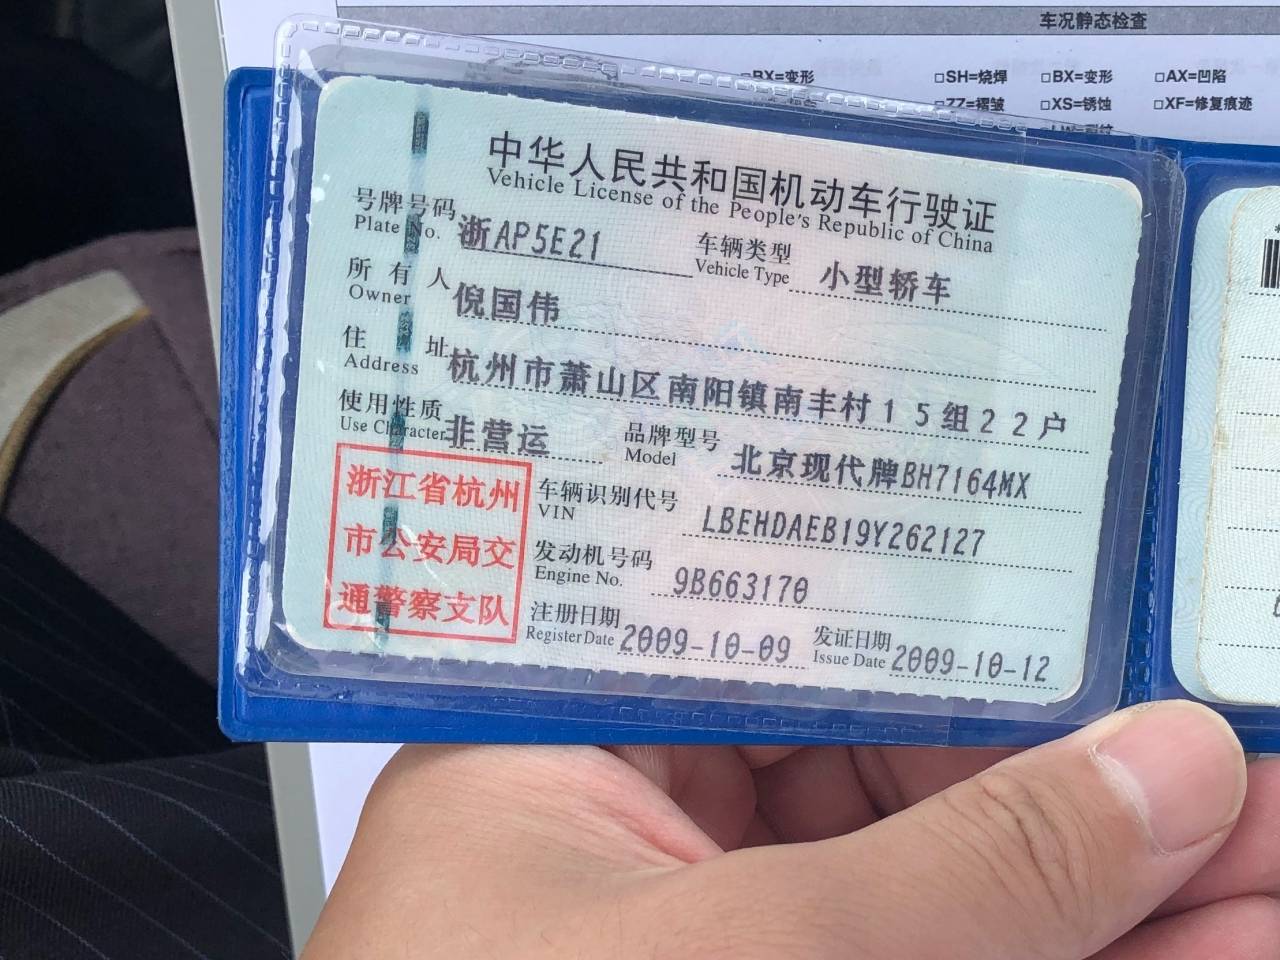 车况静态检查
BX=变形 □SH=烧焊 □BX=变形 □AX=凹陷
□ZZ=褶皱 □XS=锈蚀 □XF=修复痕迹
中华人民共和国机动车行驶证
Vehicle License of the People's Republic of China
号牌号码 浙AP5E21 车辆类型 小型轿车
Plate No. Vehicle Type
所有人 倪国伟
Owner
住址 杭州市萧山区南阳镇南丰村15组22户
Address
使用性质 非营运 品牌型号 北京现代牌BH7164MX
Use Character Model
浙江省杭州
市公安局交
通警察支队
车辆识别代号 LBEHDAEB19Y262127
VIN
发动机号码 9B663170
Engine No.
注册日期 2009-10-09 发证日期 2009-10-12
Register Date Issue Date